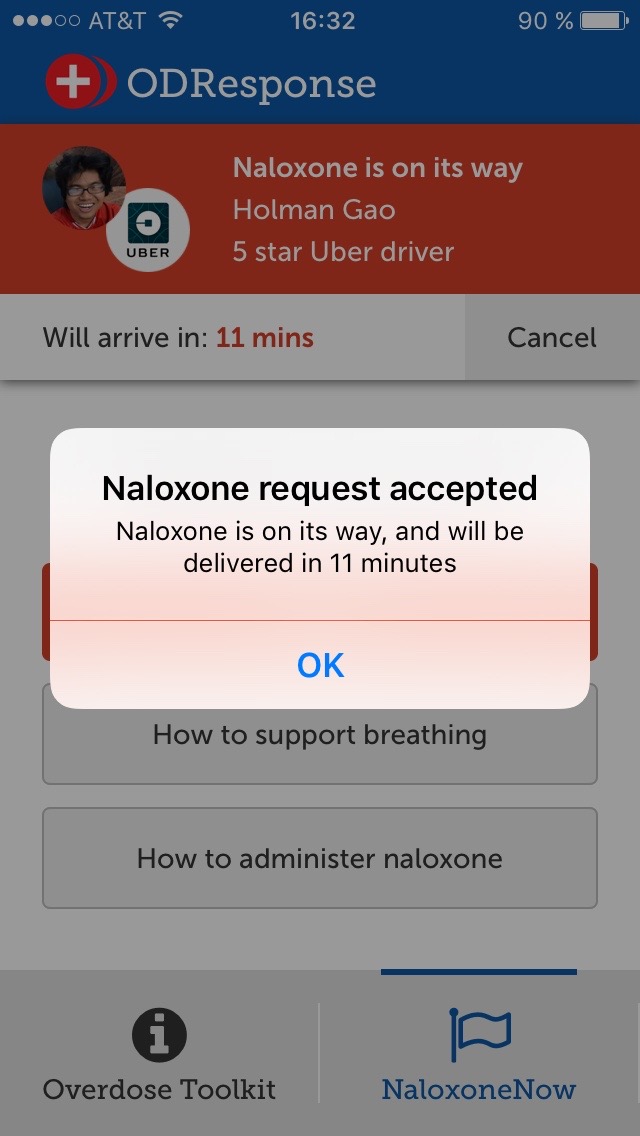 AT&T 16:32 90 %
ODResponse
Naloxone is on its way
Holman Gao
UBER
5 star Uber driver
Will arrive in: 11 mins
Cancel
Naloxone request accepted
Naloxone is on its way, and will be
delivered in 11 minutes
OK
How to support breathing
How to administer naloxone
Overdose Toolkit
NaloxoneNow